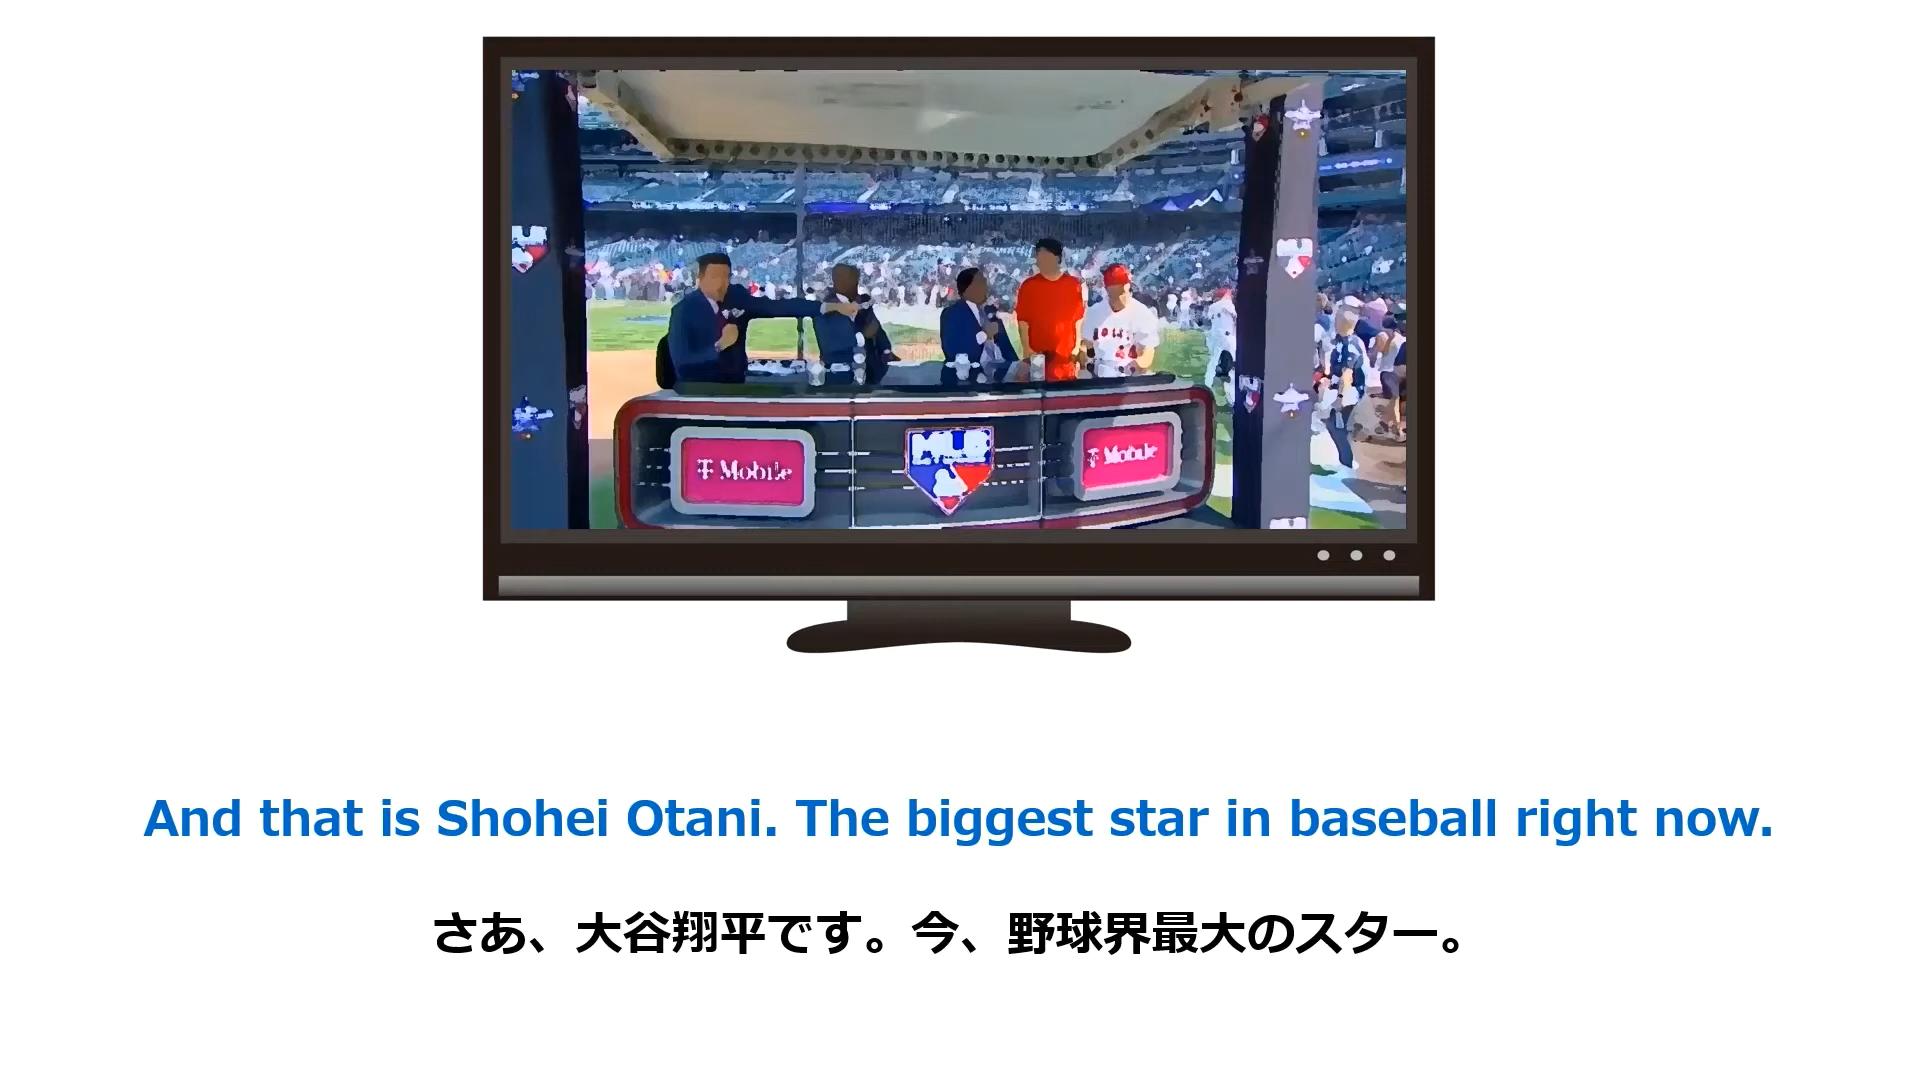 MLB
T Mobile
T Mobile
And that is Shohei Otani. The biggest star in baseball right now.
さあ、大谷翔平です。今、野球界最大のスター。